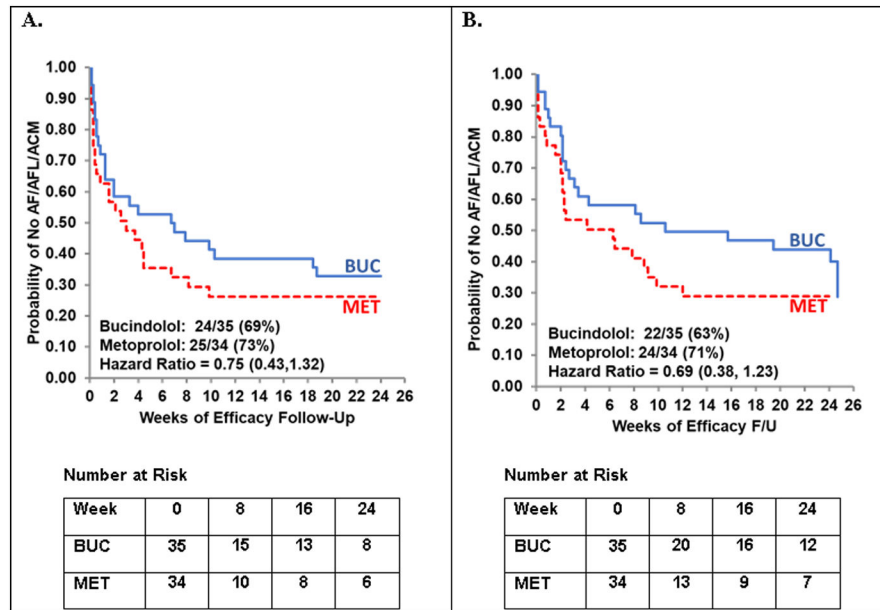 A.
Probability of No AF/AFL/ACM
1.00
0.90
0.80
0.70
0.60
0.50
0.40
0.30
0.20
0.10
0.00
BUC
MET
Bucindolol: 24/35 (69%)
Metoprolol: 25/34 (73%)
Hazard Ratio = 0.75 (0.43,1.32)
0 2 4 6 8 10 12 14 16 18 20 22 24 26
Weeks of Efficacy Follow-Up
Number at Risk
Week 0 8 16 24
BUC 35 15 13 8
MET 34 10 8 6
B.
Probability of No AF/AFL/ACM
1.00
0.90
0.80
0.70
0.60
0.50
0.40
0.30
0.20
0.10
0.00
BUC
MET
Bucindolol: 22/35 (63%)
Metoprolol: 24/34 (71%)
Hazard Ratio = 0.69 (0.38, 1.23)
0 2 4 6 8 10 12 14 16 18 20 22 24 26
Weeks of Efficacy F/U
Number at Risk
Week 0 8 16 24
BUC 35 20 16 12
MET 34 13 9 7